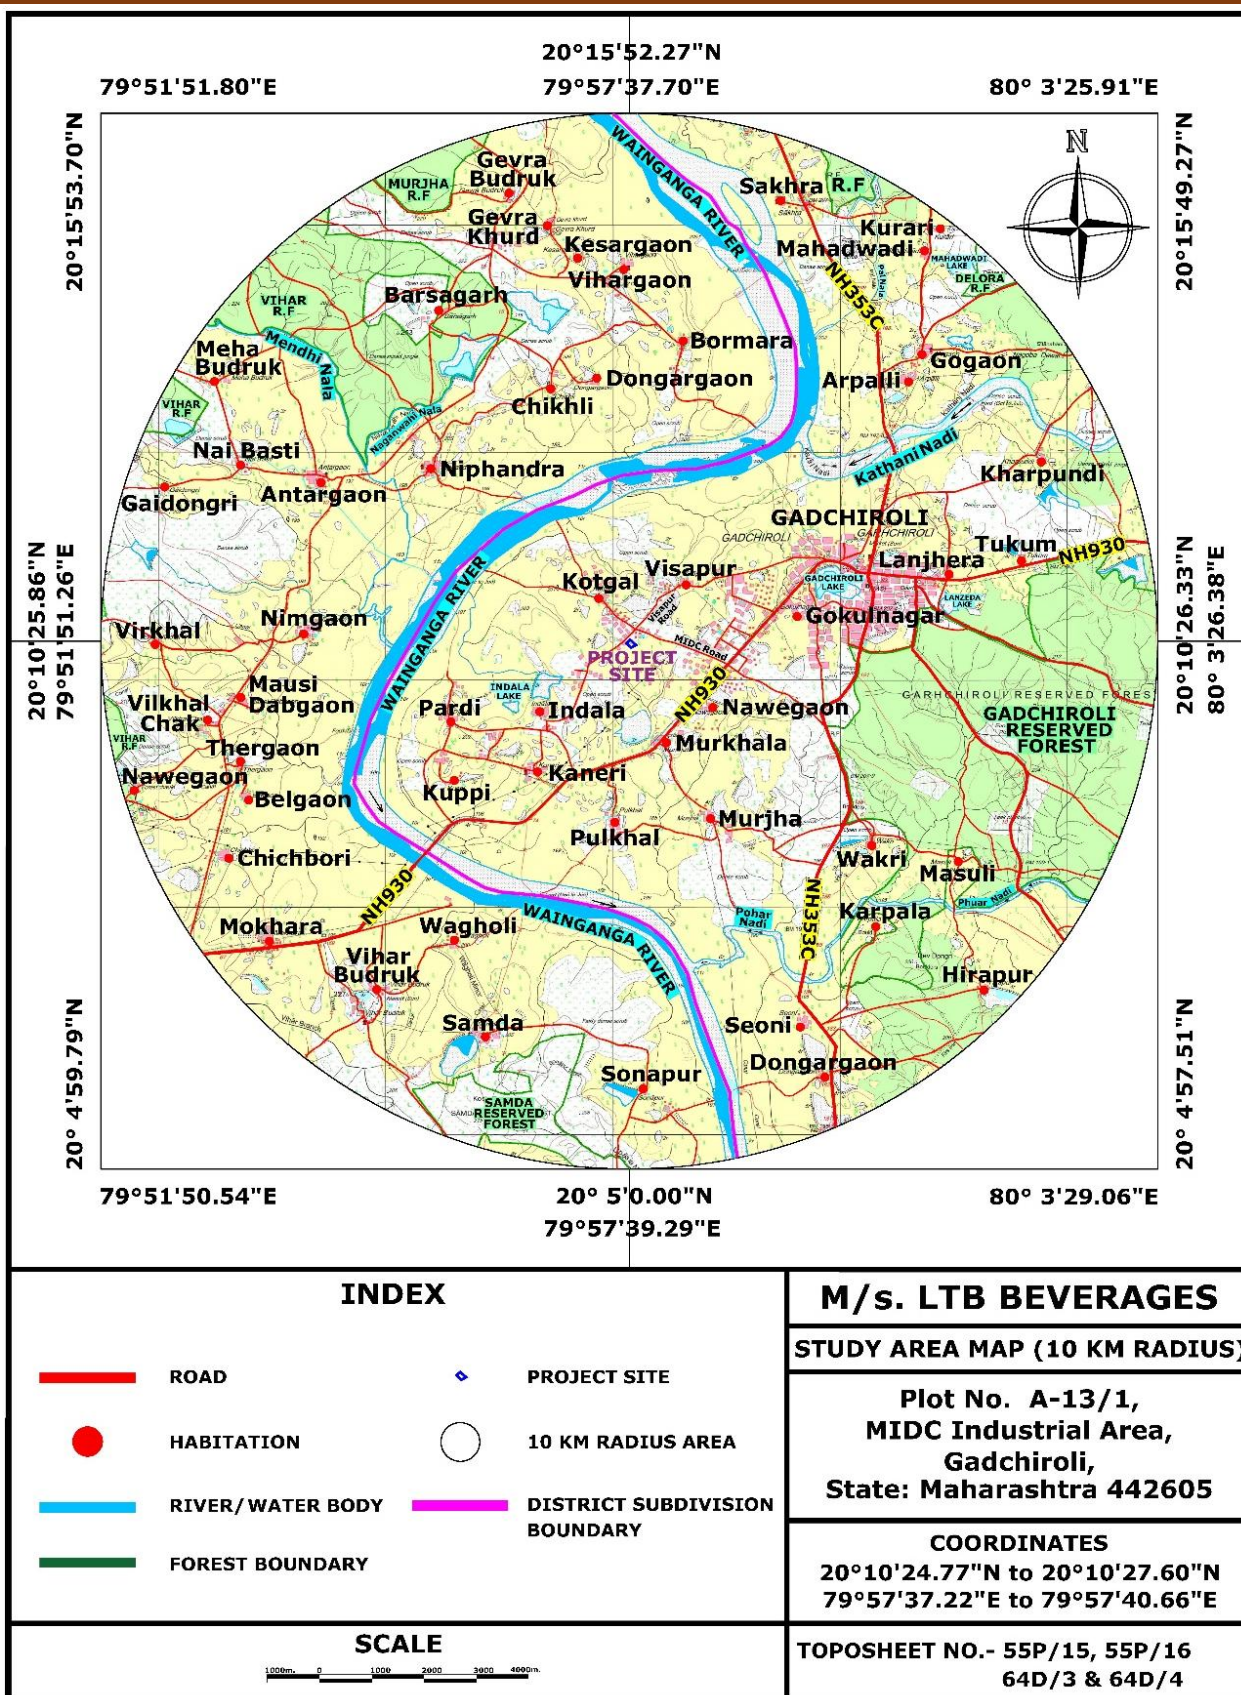 20°15'52.27"N
79°51'51.80"E
79°57'37.70"E
80° 3'25.91"E
20°15'53.70"N
20°15'49.27"N
N
WAINGANGA RIVER
Gevra
Budruk
MURJHA
R.F
Sakhra
R.F
Gevra
Khurd
Kurari
Kesargaon
Mahadwadi
MAHADWADI
LAKE
Vihargaon
DELORA
R.F
NH353C
Barsagarh
VIHAR
R.F
Mendhi
Nala
Bormara
Meha
Budruk
Gogaon
Dongargaon
Arpalli
Chikhli
VIHAR
R.F
Naganwahi Nala
Kathani Nadi
Nai Basti
Niphandra
Kharpundi
Antargaon
Gaidongri
GADCHIROLI
GADCHIROLI
GARHCHIROLI
Tukum
NH930
Lanjhera
Visapur
Kotgal
GADCHIROLI
LAKE
LANZEDA
LAKE
WAINGANGA RIVER
Visapur
Road
Gokulnagar
Nimgaon
Virkhal
MIDC Road
20°10'25.86"N
79°51'51.26"E
20°10'26.33"N
80° 3'26.38"E
PROJECT
SITE
NH930
INDALA
LAKE
GARHCHIROLI RESERVED FORES
Mausi
Dabgaon
Vilkhal
Chak
Pardi
Indala
Nawegaon
GADCHIROLI
RESERVED
FOREST
VIHAR
R.F
Thergaon
Murkhala
Nawegaon
Kaneri
Belgaon
Kuppi
Pulkhal
Murjha
Chichbori
Wakri
Masuli
NH930
NH353C
Phuar Nadi
WAINGANGA RIVER
Pohar
Nadi
Karpala
Mokhara
Wagholi
Vihar
Budruk
Hirapur
Samda
Seoni
Dongargaon
Sonapur
SAMDA
RESERVED
FOREST
20° 4'59.79"N
20° 4'57.51"N
79°51'50.54"E
20° 5'0.00"N
80° 3'29.06"E
79°57'39.29"E
INDEX
ROAD
PROJECT SITE
HABITATION
10 KM RADIUS AREA
RIVER/WATER BODY
DISTRICT SUBDIVISION
BOUNDARY
FOREST BOUNDARY
SCALE
1000m. 0 1000 2000 3000 4000m.
M/s. LTB BEVERAGES
STUDY AREA MAP (10 KM RADIUS)
Plot No. A-13/1,
MIDC Industrial Area,
Gadchiroli,
State: Maharashtra 442605
COORDINATES
20°10'24.77"N to 20°10'27.60"N
79°57'37.22"E to 79°57'40.66"E
TOPOSHEET NO.- 55P/15, 55P/16
64D/3 & 64D/4